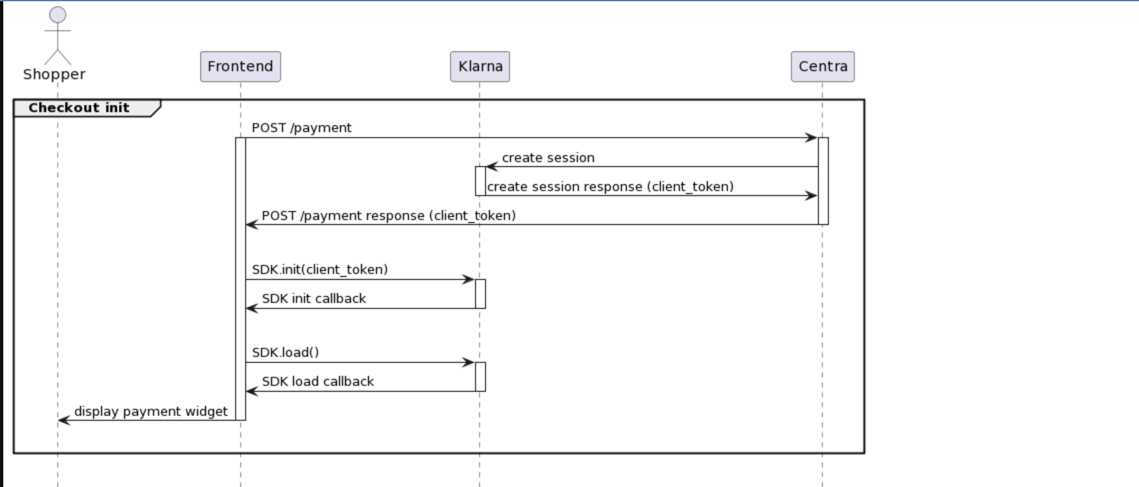 Shopper
Frontend
Klarna
Centra
Checkout init
POST /payment
create session
create session response (client_token)
POST /payment response (client_token)
SDK.init(client_token)
SDK init callback
SDK.load()
SDK load callback
display payment widget